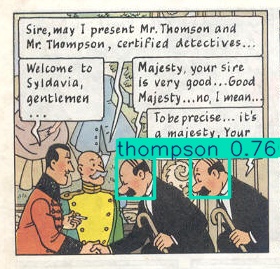 Sire, may I present Mr. Thomson and
Mr. Thompson, certified detectives...
Welcome to
Syldavia,
gentlemen
...
Majesty, your sire
is very good...Good
Majesty...no, I mean...
To be precise... it's
a majesty, Your
thompson 0.76